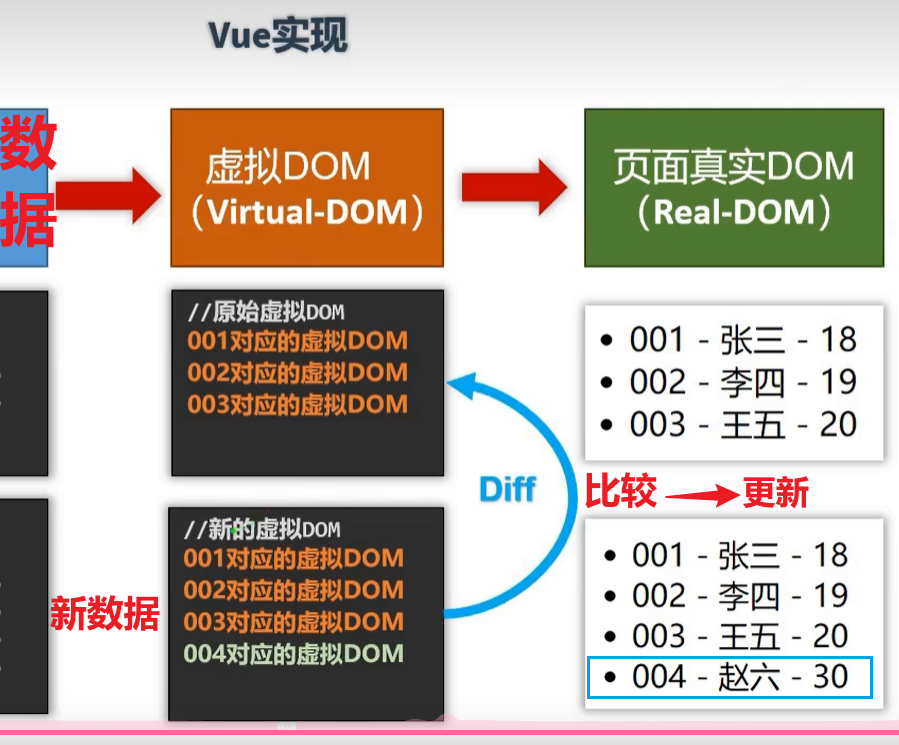 Vue实现
数
据
虚拟DOM
（Virtual-DOM）
页面真实DOM
（Real-DOM）
//原始虚拟DOM
001对应的虚拟DOM
002对应的虚拟DOM
003对应的虚拟DOM
• 001 - 张三 - 18
• 002 - 李四 - 19
• 003 - 王五 - 20
Diff
比较
更新
新数据
//新的虚拟DOM
001对应的虚拟DOM
002对应的虚拟DOM
003对应的虚拟DOM
004对应的虚拟DOM
• 001 - 张三 - 18
• 002 - 李四 - 19
• 003 - 王五 - 20
• 004 - 赵六 - 30